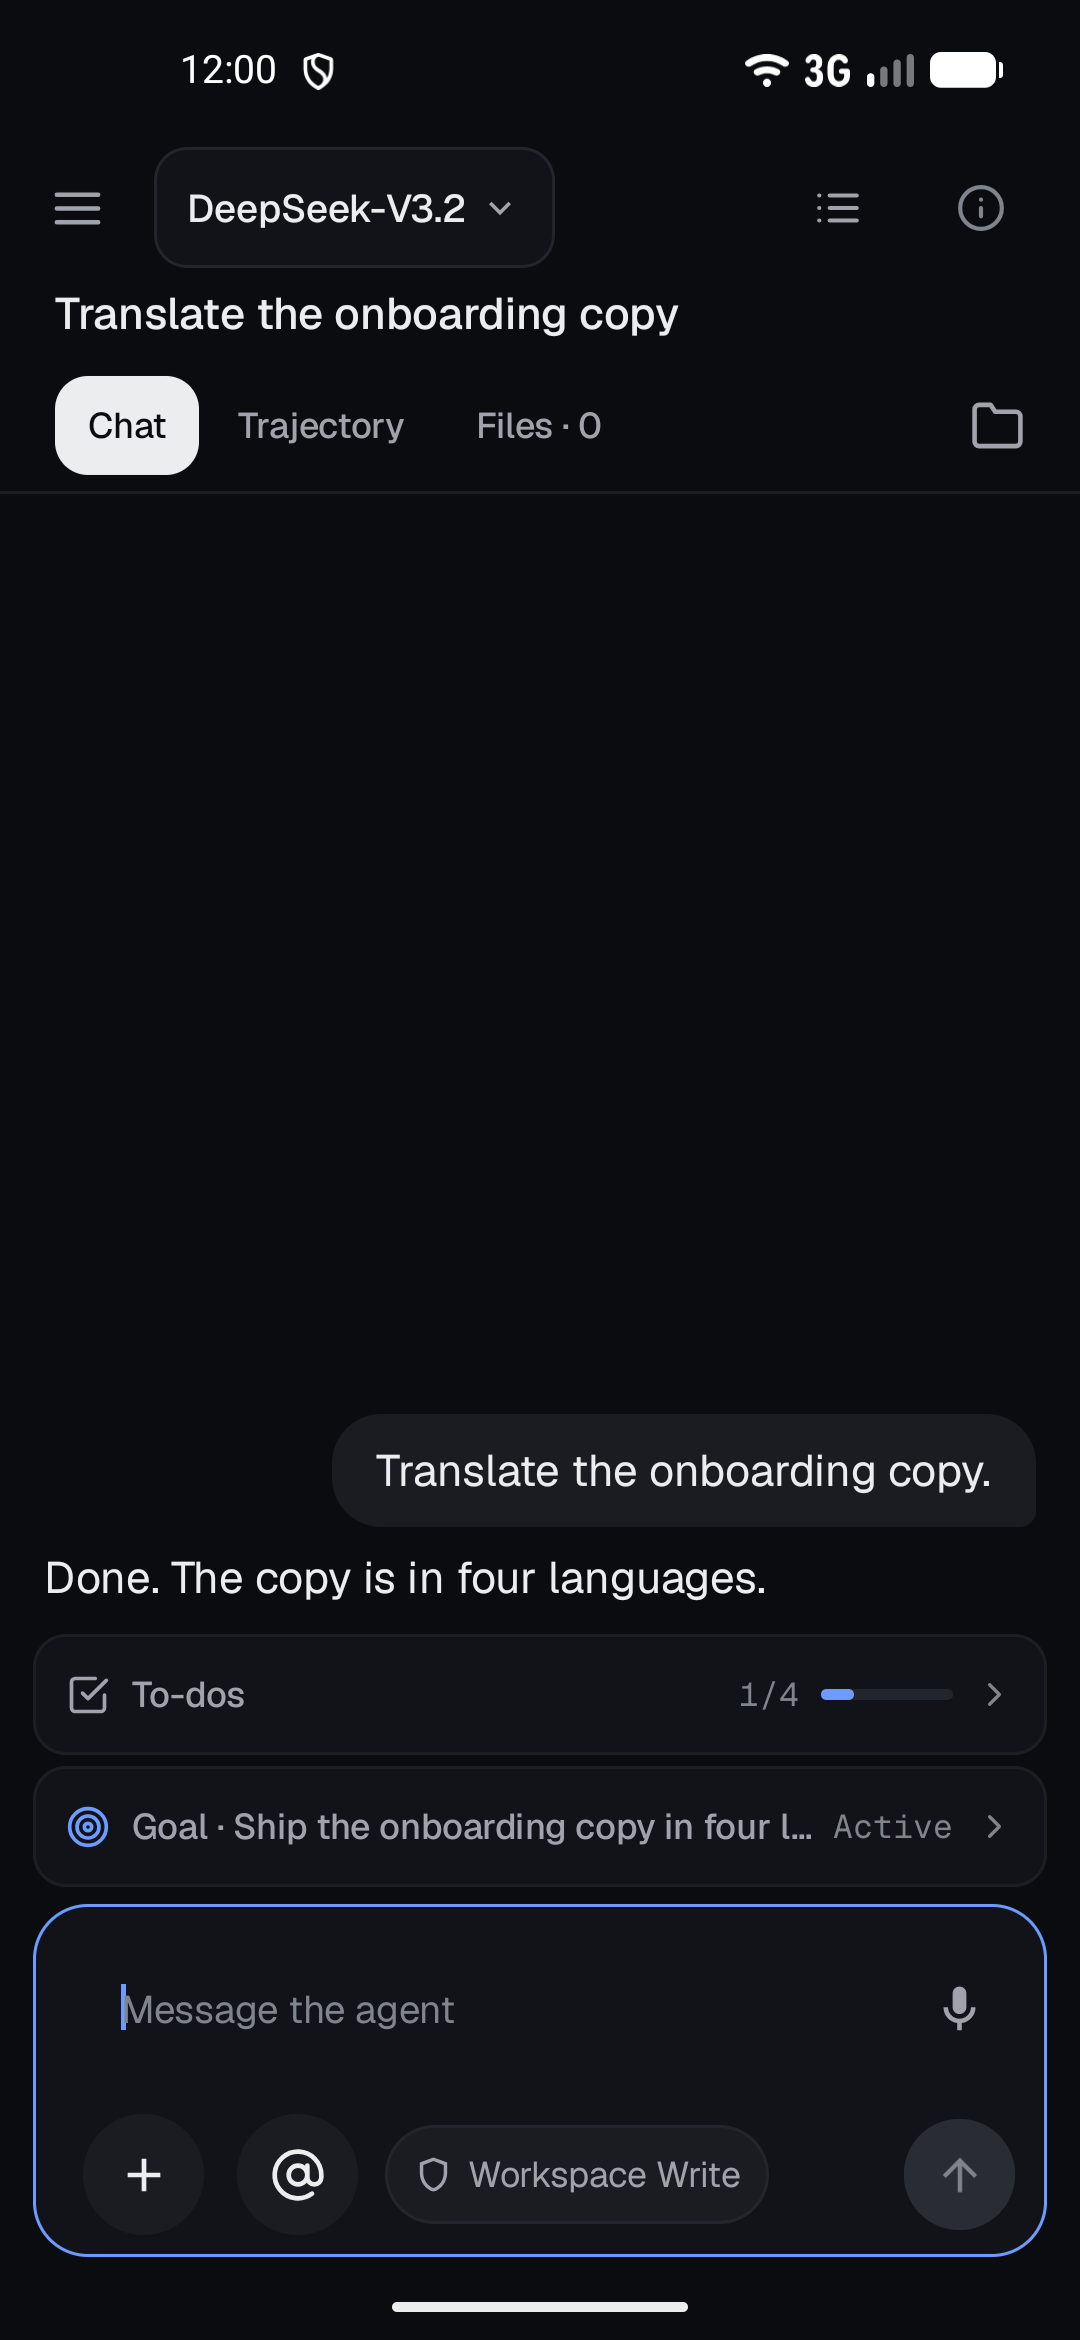 12:00
3G
DeepSeek-V3.2
Translate the onboarding copy
Chat
Trajectory
Files · 0
Translate the onboarding copy.
Done. The copy is in four languages.
To-dos
1/4
Goal · Ship the onboarding copy in four l…
Active
Message the agent
Workspace Write